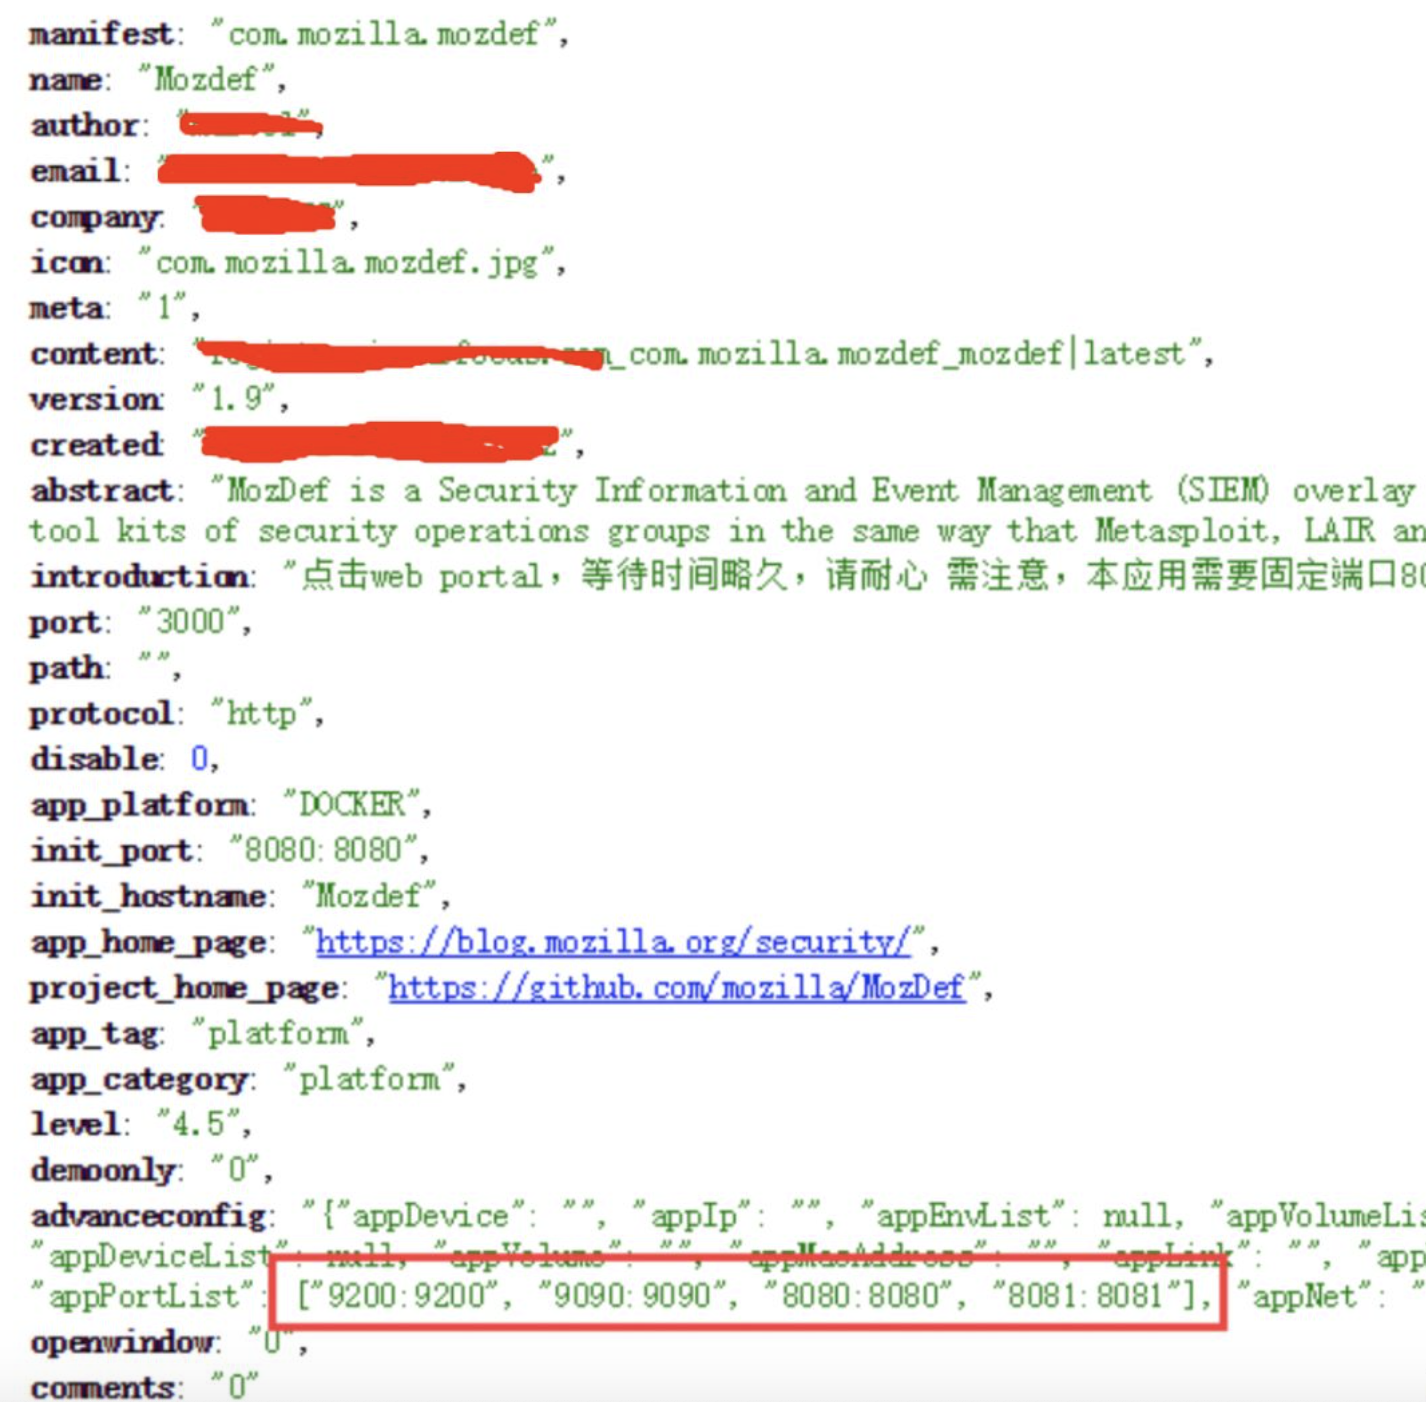 manifest: "com.mozilla.mozdef",
name: "Mozdef",
author:
email: ",
company: ",
icon: "com.mozilla.mozdef.jpg",
meta: "1",
content: "_com.mozilla.mozdef_mozdef|latest",
version: "1.9",
created: ",
abstract: "MozDef is a Security Information and Event Management (SIEM) overlay
tool kits of security operations groups in the same way that Metasploit, LAIR an
introduction: "点击web portal，等待时间略久，请耐心 需注意，本应用需要固定端口80
port: "3000",
path: "",
protocol: "http",
disable: 0,
app_platform: "DOCKER",
init_port: "8080:8080",
init_hostname: "Mozdef",
app_home_page: "https://blog.mozilla.org/security/",
project_home_page: "https://github.com/mozilla/MozDef",
app_tag: "platform",
app_category: "platform",
level: "4.5",
demoonly: "0",
advanceconfig: "{"appDevice": "", "appIp": "", "appEnvList": null, "appVolumeLis
"appDeviceList": null, "appVolume": "", "appMacAddress": "", "appLink": "", "app
"appPortList": ["9200:9200", "9090:9090", "8080:8080", "8081:8081"], "appNet": "
openwindow: "0",
comments: "0"